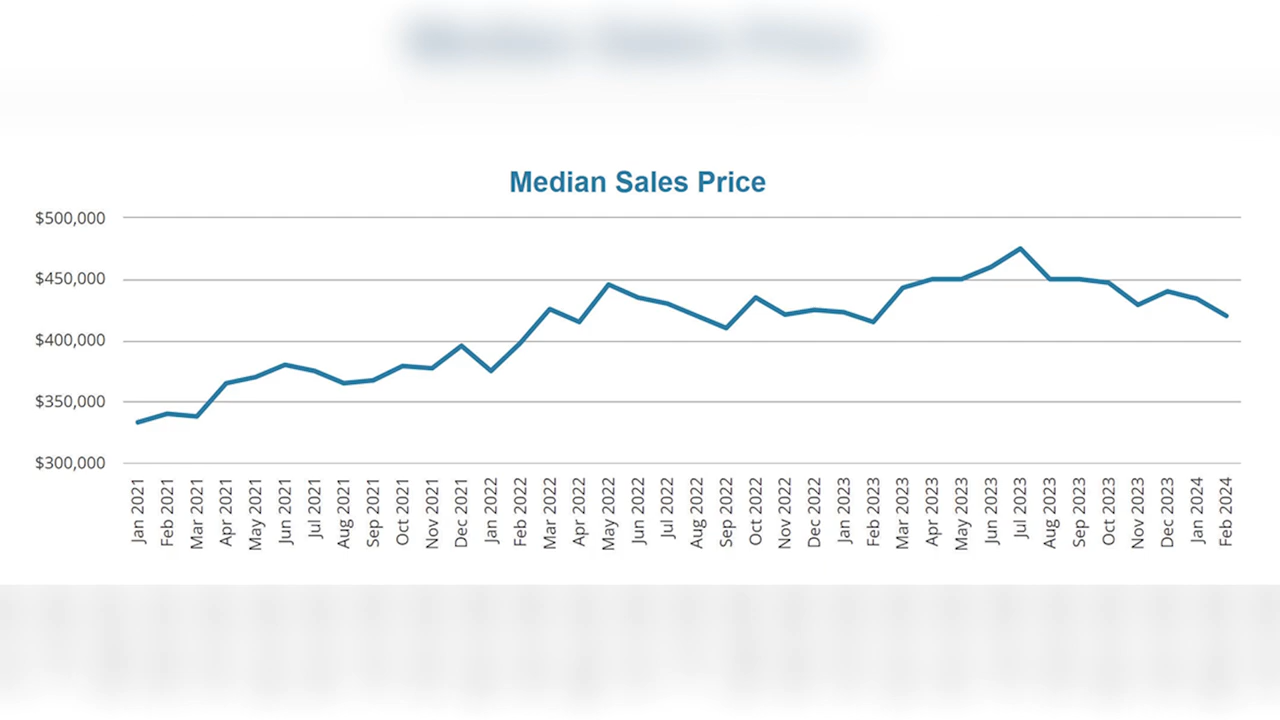 Median Sales Price
$500,000
$450,000
$400,000
$350,000
$300,000
Jan 2021
Feb 2021
Mar 2021
Apr 2021
May 2021
Jun 2021
Jul 2021
Aug 2021
Sep 2021
Oct 2021
Nov 2021
Dec 2021
Jan 2022
Feb 2022
Mar 2022
Apr 2022
May 2022
Jun 2022
Jul 2022
Aug 2022
Sep 2022
Oct 2022
Nov 2022
Dec 2022
Jan 2023
Feb 2023
Mar 2023
Apr 2023
May 2023
Jun 2023
Jul 2023
Aug 2023
Sep 2023
Oct 2023
Nov 2023
Dec 2023
Jan 2024
Feb 2024